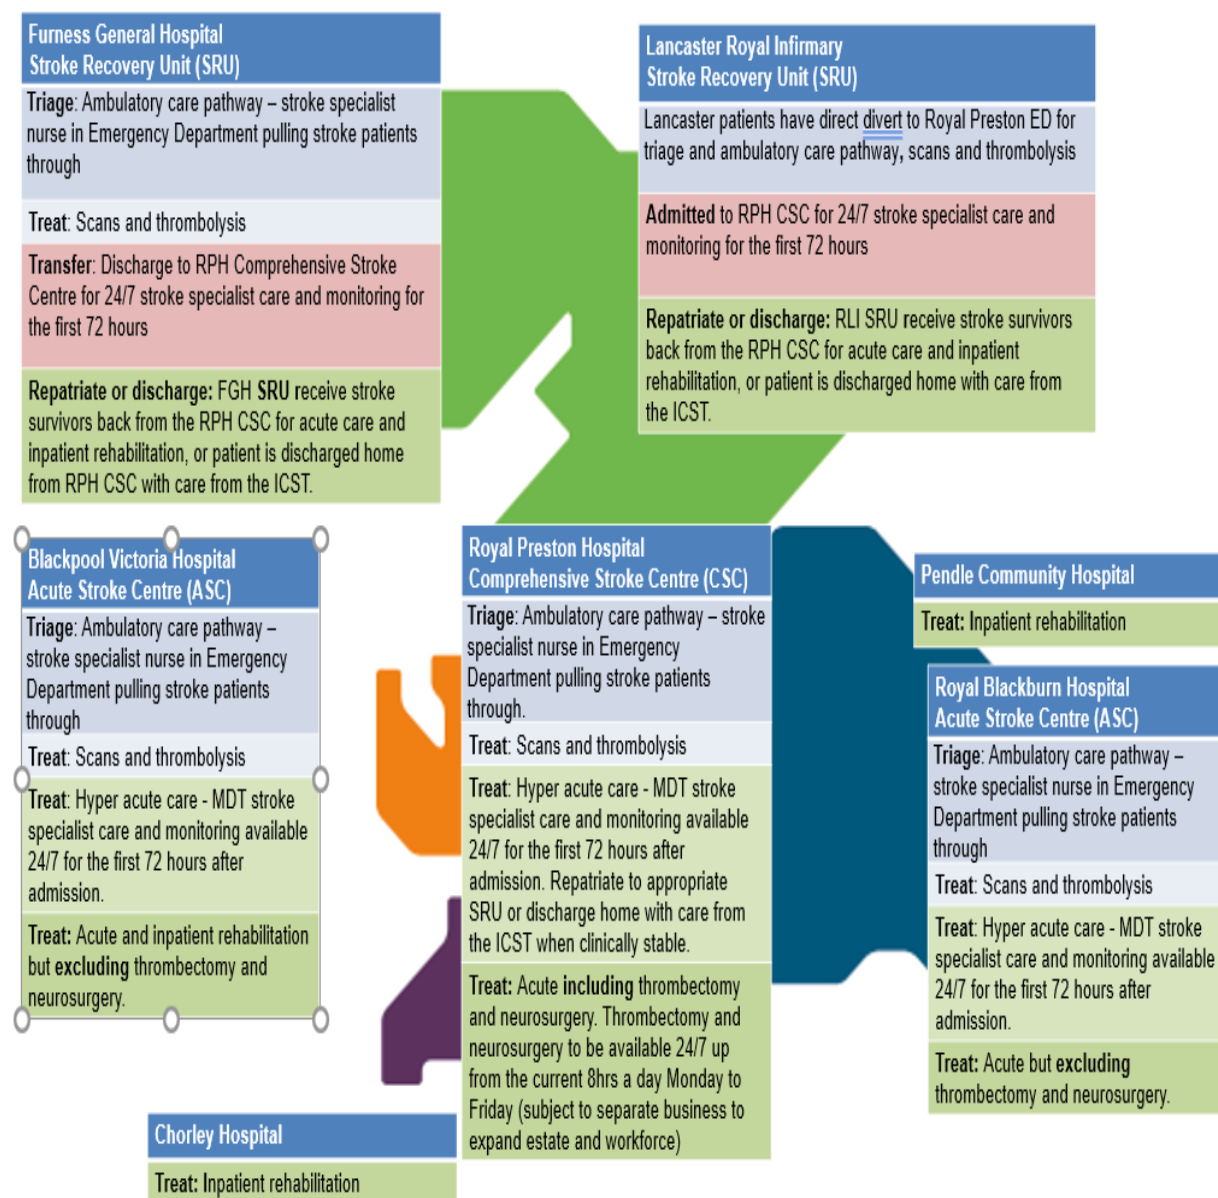 Furness General Hospital
Stroke Recovery Unit (SRU)
Triage: Ambulatory care pathway – stroke specialist
nurse in Emergency Department pulling stroke patients
through
Treat: Scans and thrombolysis
Transfer: Discharge to RPH Comprehensive Stroke
Centre for 24/7 stroke specialist care and monitoring for
the first 72 hours
Repatriate or discharge: FGH SRU receive stroke
survivors back from the RPH CSC for acute care and
inpatient rehabilitation, or patient is discharged home
from RPH CSC with care from the ICST.
Lancaster Royal Infirmary
Stroke Recovery Unit (SRU)
Lancaster patients have direct divert to Royal Preston ED for
triage and ambulatory care pathway, scans and thrombolysis
Admitted to RPH CSC for 24/7 stroke specialist care and
monitoring for the first 72 hours
Repatriate or discharge: RLI SRU receive stroke survivors
back from the RPH CSC for acute care and inpatient
rehabilitation, or patient is discharged home with care from
the ICST.
Blackpool Victoria Hospital
Acute Stroke Centre (ASC)
Triage: Ambulatory care pathway –
stroke specialist nurse in Emergency
Department pulling stroke patients
through
Treat: Scans and thrombolysis
Treat: Hyper acute care - MDT stroke
specialist care and monitoring available
24/7 for the first 72 hours after
admission.
Treat: Acute and inpatient rehabilitation
but excluding thrombectomy and
neurosurgery.
Royal Preston Hospital
Comprehensive Stroke Centre (CSC)
Triage: Ambulatory care pathway – stroke
specialist nurse in Emergency
Department pulling stroke patients
through.
Treat: Scans and thrombolysis
Treat: Hyper acute care - MDT stroke
specialist care and monitoring available
24/7 for the first 72 hours after
admission. Repatriate to appropriate
SRU or discharge home with care from
the ICST when clinically stable.
Treat: Acute including thrombectomy
and neurosurgery. Thrombectomy and
neurosurgery to be available 24/7 up
from the current 8hrs a day Monday to
Friday (subject to separate business to
expand estate and workforce)
Pendle Community Hospital
Treat: Inpatient rehabilitation
Royal Blackburn Hospital
Acute Stroke Centre (ASC)
Triage: Ambulatory care pathway –
stroke specialist nurse in Emergency
Department pulling stroke patients
through
Treat: Scans and thrombolysis
Treat: Hyper acute care - MDT stroke
specialist care and monitoring available
24/7 for the first 72 hours after
admission.
Treat: Acute but excluding
thrombectomy and neurosurgery.
Chorley Hospital
Treat: Inpatient rehabilitation